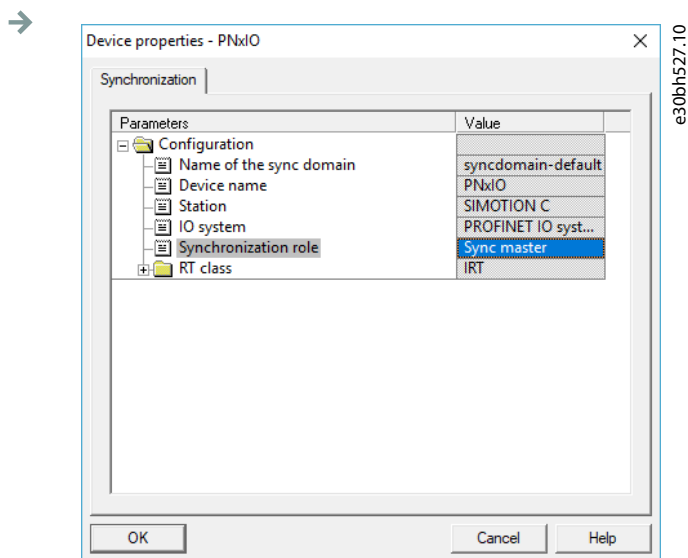 Device properties - PNxIO
Synchronization
Parameters Value
Configuration
Name of the sync domain syncdomain-default
Device name PNxIO
Station SIMOTION C
IO system PROFINET IO syst...
Synchronization role Sync master
RT class IRT
OK Cancel Help
e30bh527.10